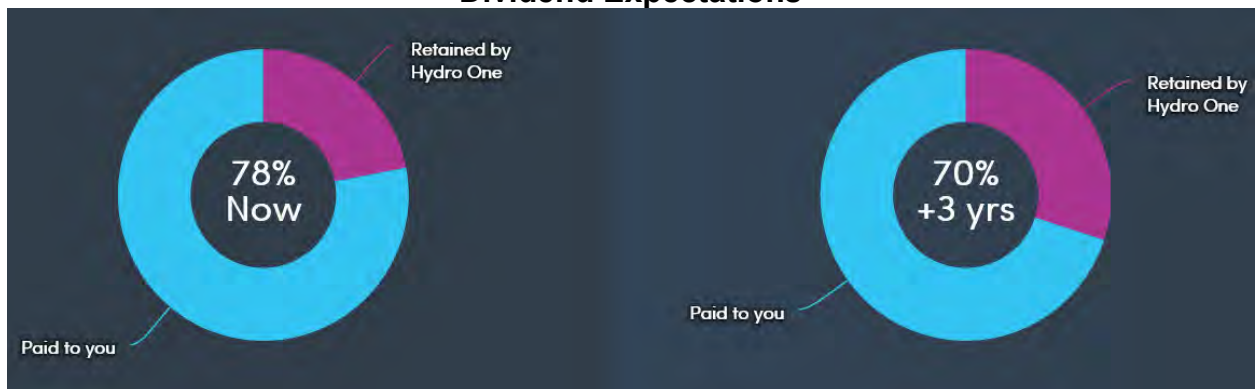 Dividend Expectations
Retained by
Hydro One
78%
Now
Paid to you
Retained by
Hydro One
70%
+3 yrs
Paid to you